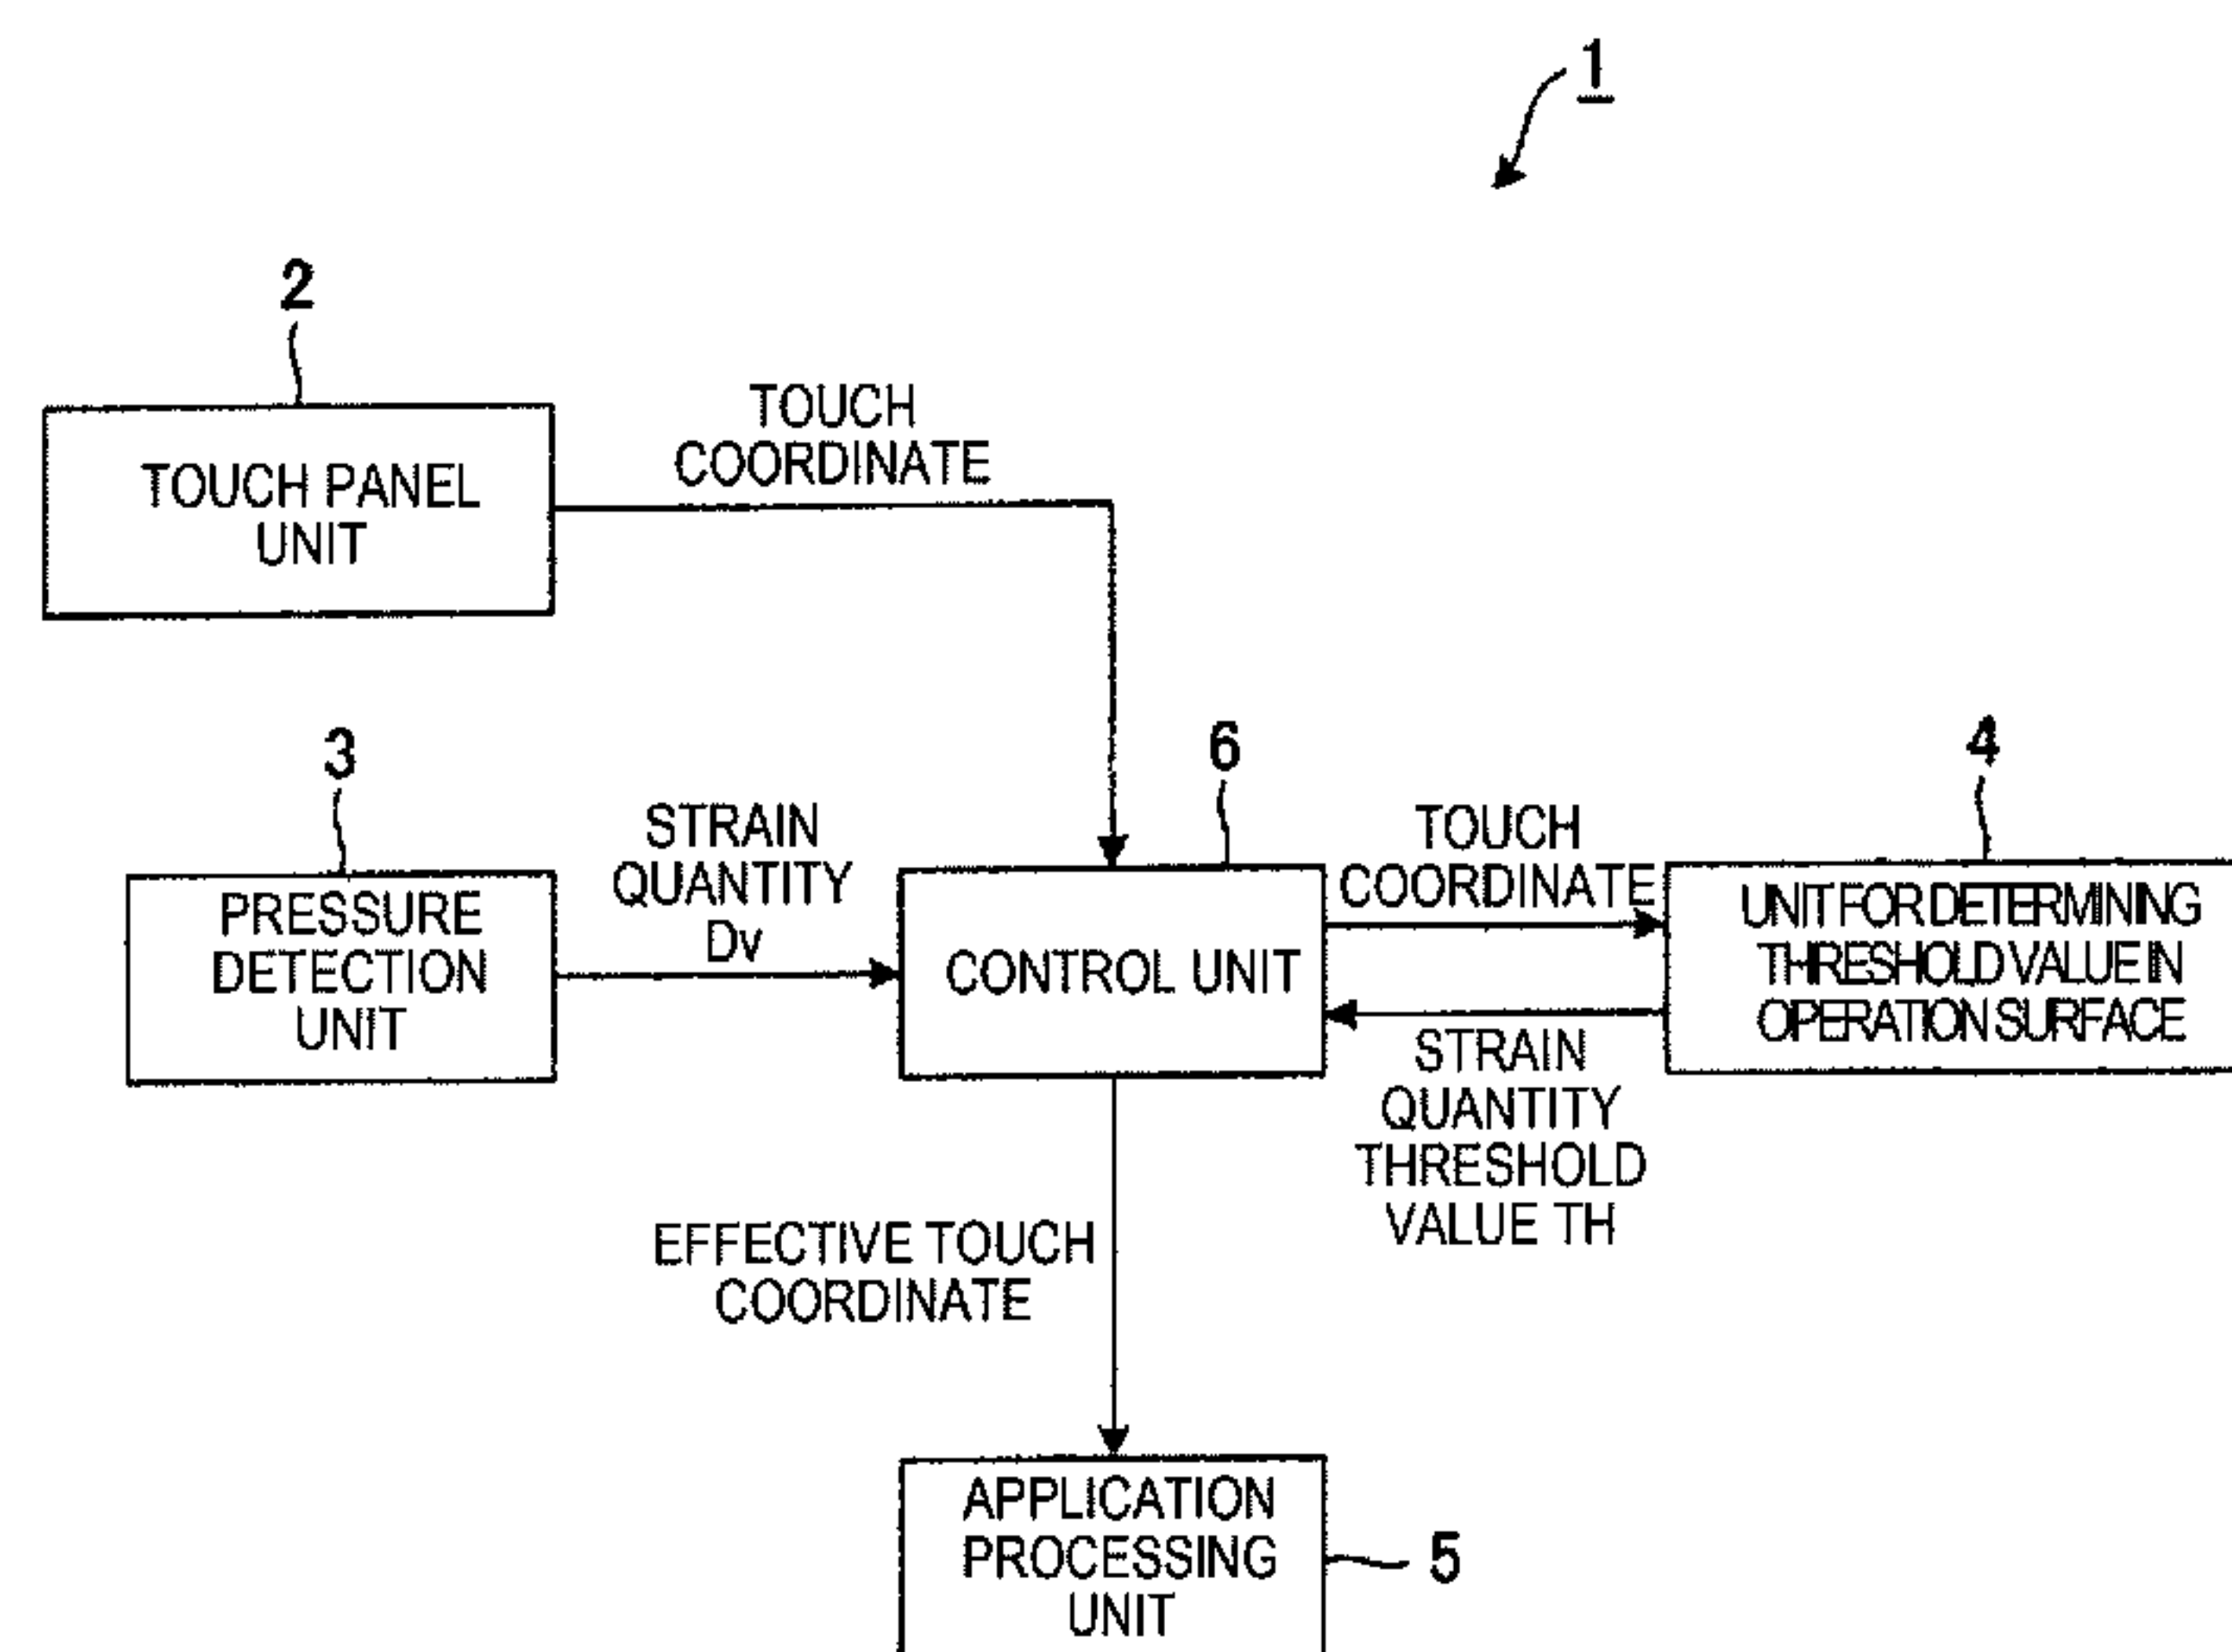 1
2
TOUCH PANEL
UNIT
TOUCH
COORDINATE
3
PRESSURE
DETECTION
UNIT
STRAIN
QUANTITY
Dv
6
CONTROL UNIT
TOUCH
COORDINATE
4
UNIT FOR DETERMINING
THRESHOLD VALUE IN
OPERATION SURFACE
STRAIN
QUANTITY
THRESHOLD
VALUE TH
EFFECTIVE TOUCH
COORDINATE
APPLICATION
PROCESSING
UNIT
5